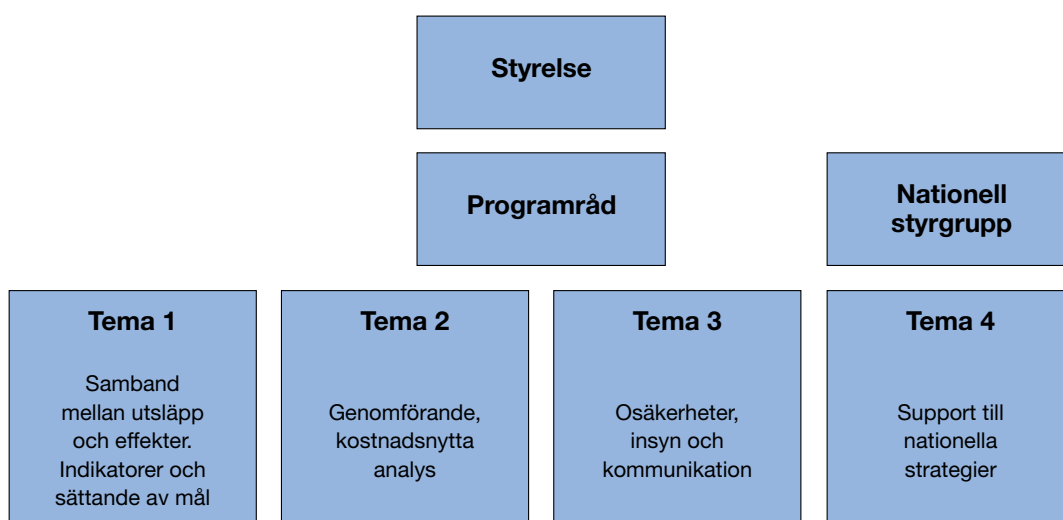 Styrelse
Programråd
Nationell
styrgrupp
Tema 1
Samband
mellan utsläpp
och effekter.
Indikatorer och
sättande av mål
Tema 2
Genomförande,
kostnadsnytta
analys
Tema 3
Osäkerheter,
insyn och
kommunikation
Tema 4
Support till
nationella
strategier